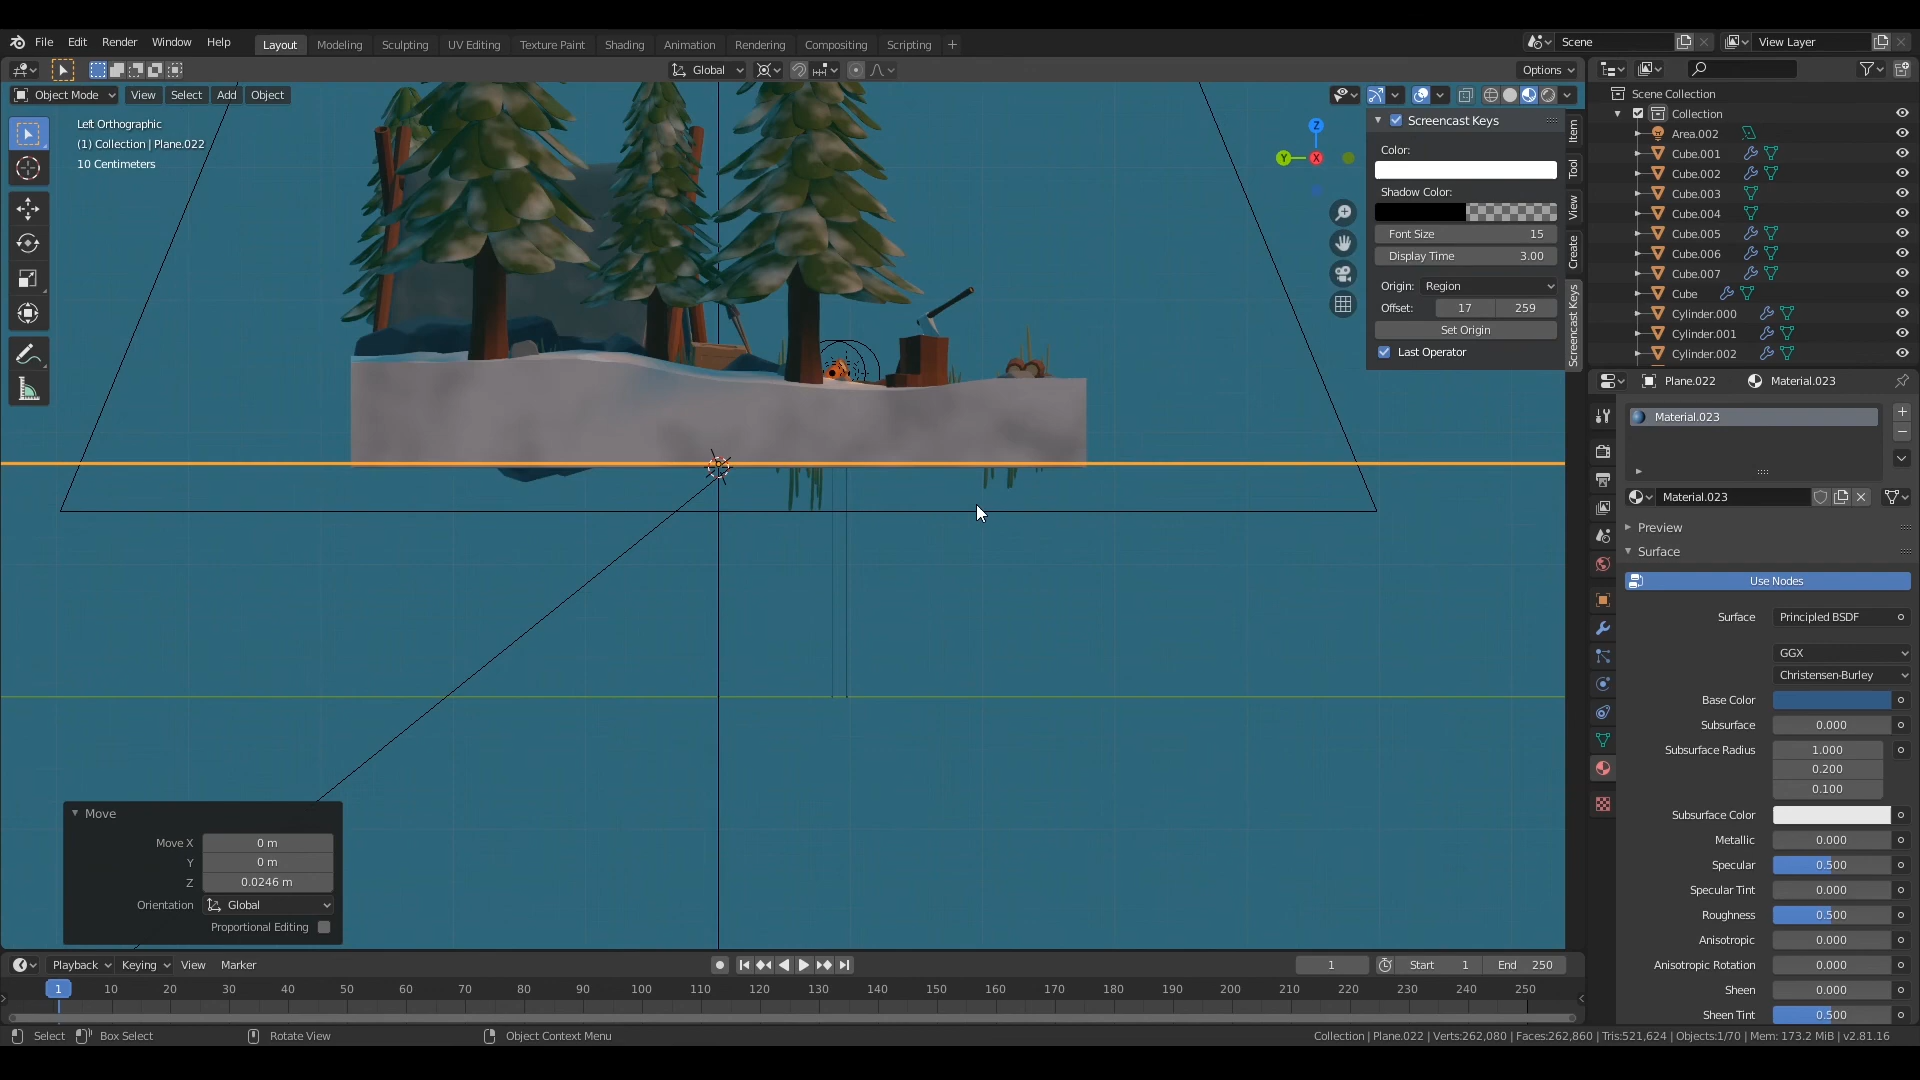 File Edit Render Window Help Layout Modeling Sculpting UV Editing Texture Paint Shading Animation Rendering Compositing Scripting + Scene View Layer
Global Options
Object Mode View Select Add Object
Left Orthographic
(1) Collection | Plane.022
10 Centimeters
Z
Y
X
Screencast Keys
Color:
Shadow Color:
Font Size 15
Display Time 3.00
Origin: Region
Offset: 17 259
Set Origin
Last Operator
Item
Tool
View
Create
Screencast Keys
Scene Collection
Collection
Area.002
Cube.001
Cube.002
Cube.003
Cube.004
Cube.005
Cube.006
Cube.007
Cube
Cylinder.000
Cylinder.001
Cylinder.002
Plane.022 Material.023
Material.023
Material.023
Preview
Surface
Use Nodes
Surface Principled BSDF
GGX
Christensen-Burley
Base Color
Subsurface 0.000
Subsurface Radius 1.000
0.200
0.100
Subsurface Color
Metallic 0.000
Specular 0.500
Specular Tint 0.000
Roughness 0.500
Anisotropic 0.000
Anisotropic Rotation 0.000
Sheen 0.000
Sheen Tint 0.500
Move
Move X 0 m
Y 0 m
Z 0.0246 m
Orientation Global
Proportional Editing
Playback Keying View Marker 1 Start 1 End 250
1 10 20 30 40 50 60 70 80 90 100 110 120 130 140 150 160 170 180 190 200 210 220 230 240 250
Select Box Select Rotate View Object Context Menu Collection | Plane.022 | Verts:262,080 | Faces:262,860 | Tris:521,624 | Objects:1/70 | Mem: 173.2 MiB | v2.81.16